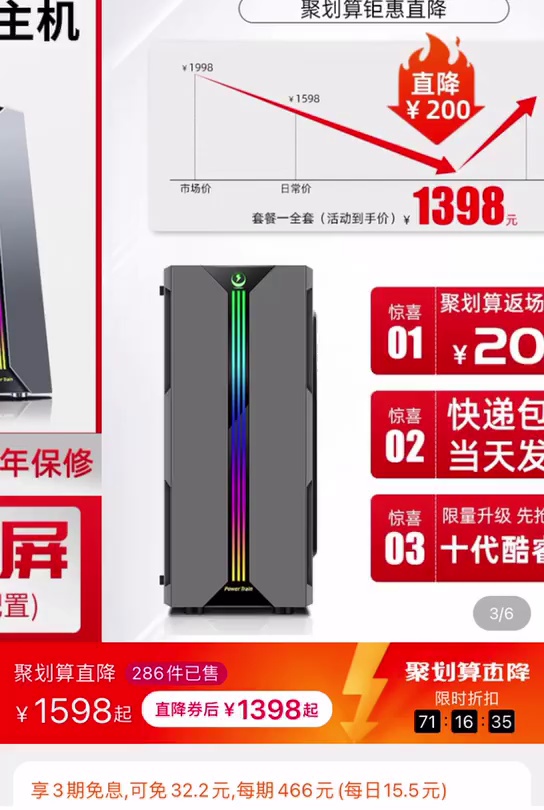 主机
聚划算钜惠直降
¥1998
¥1598
直降
¥200
市场价
日常价
套餐一全套（活动到手价）¥1398元
Power Train
年保修
屏
置)
惊喜
01
聚划算返场
¥20
惊喜
02
快递包
当天发
惊喜
03
限量升级 先抢
十代酷睿
Power Train
3/6
聚划算直降
286件已售
¥1598起
直降券后¥1398起
聚划算直降
限时折扣
71:16:35
享3期免息,可免32.2元,每期466元(每日15.5元)